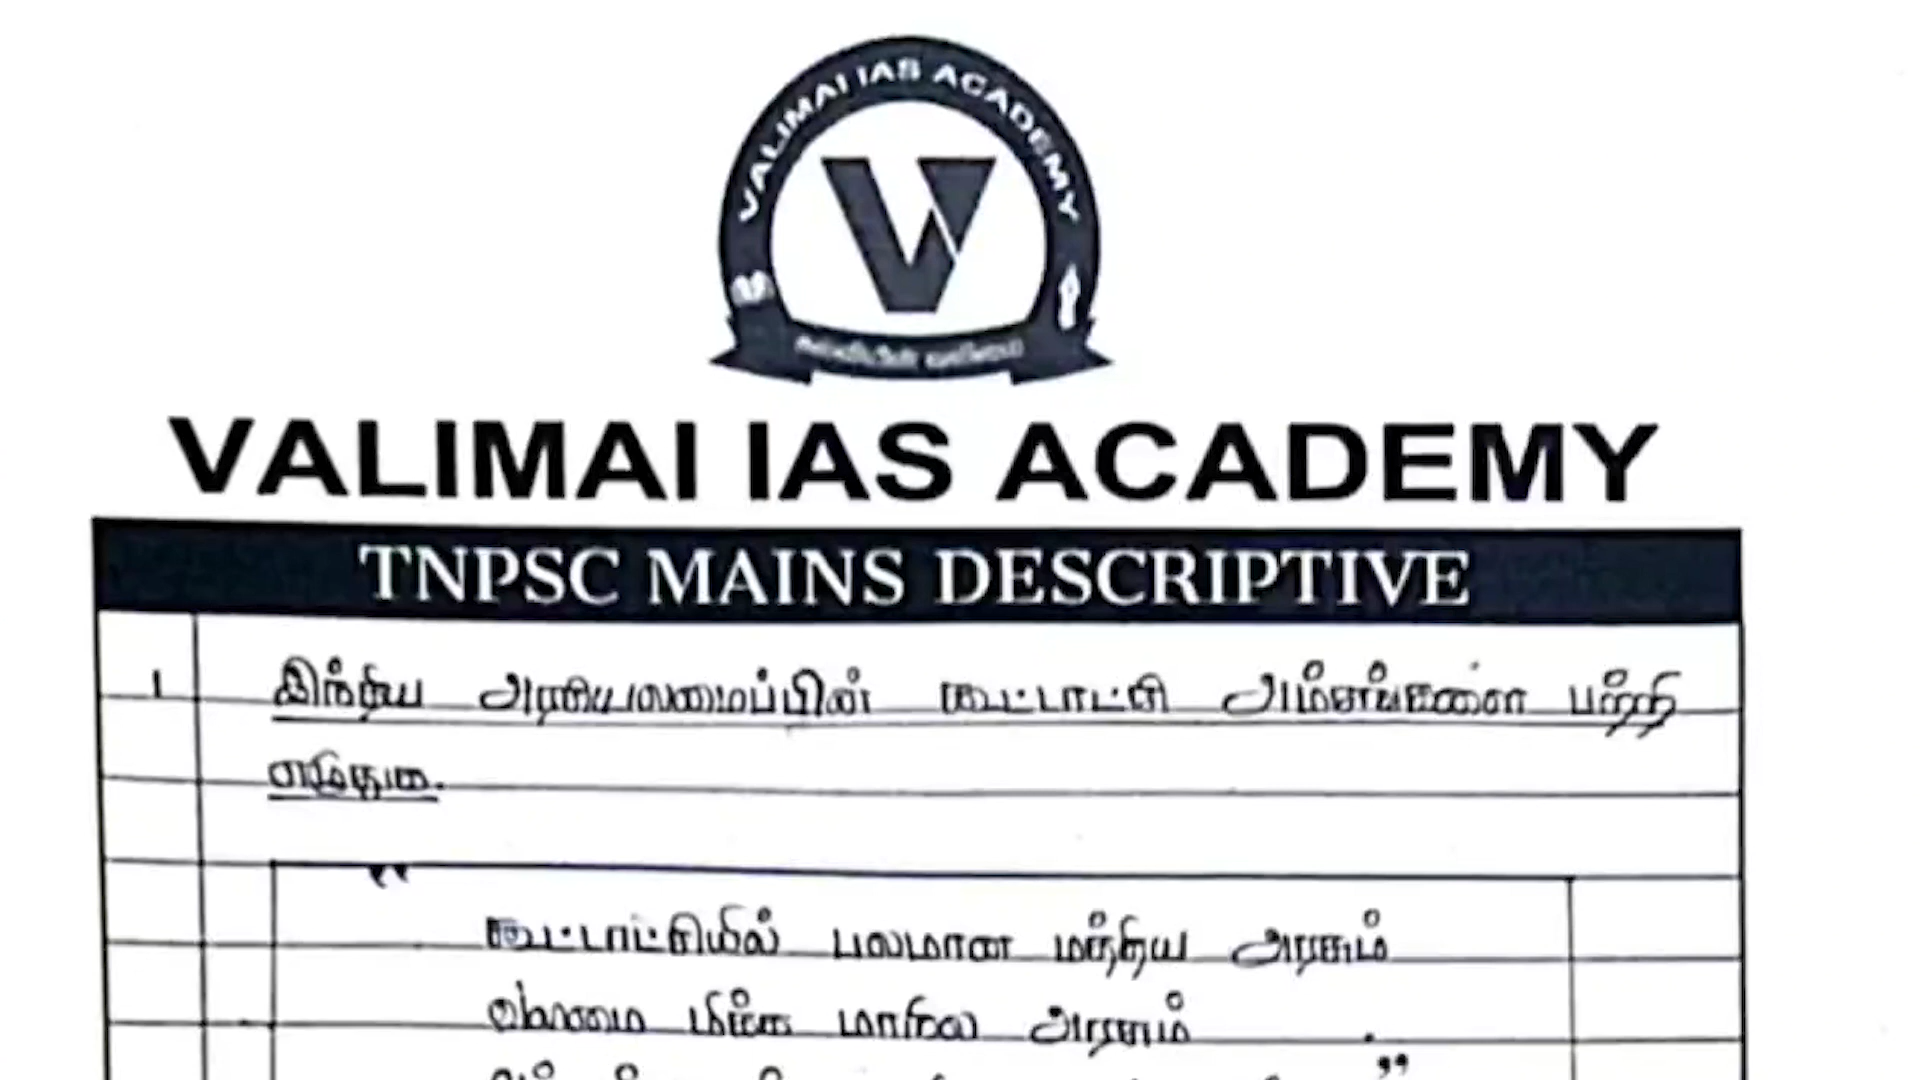 VALIMAI IAS ACADEMY
VALIMAI IAS ACADEMY
TNPSC MAINS DESCRIPTIVE
1 இந்திய அரசியலமைப்பின் கூட்டாட்சி அம்சங்களை பற்றி
எடுதுக.
“
கூட்டாட்சியில் பலமான மத்திய அரசும்
வலிமை மிக்க மாநில அரசும்
”